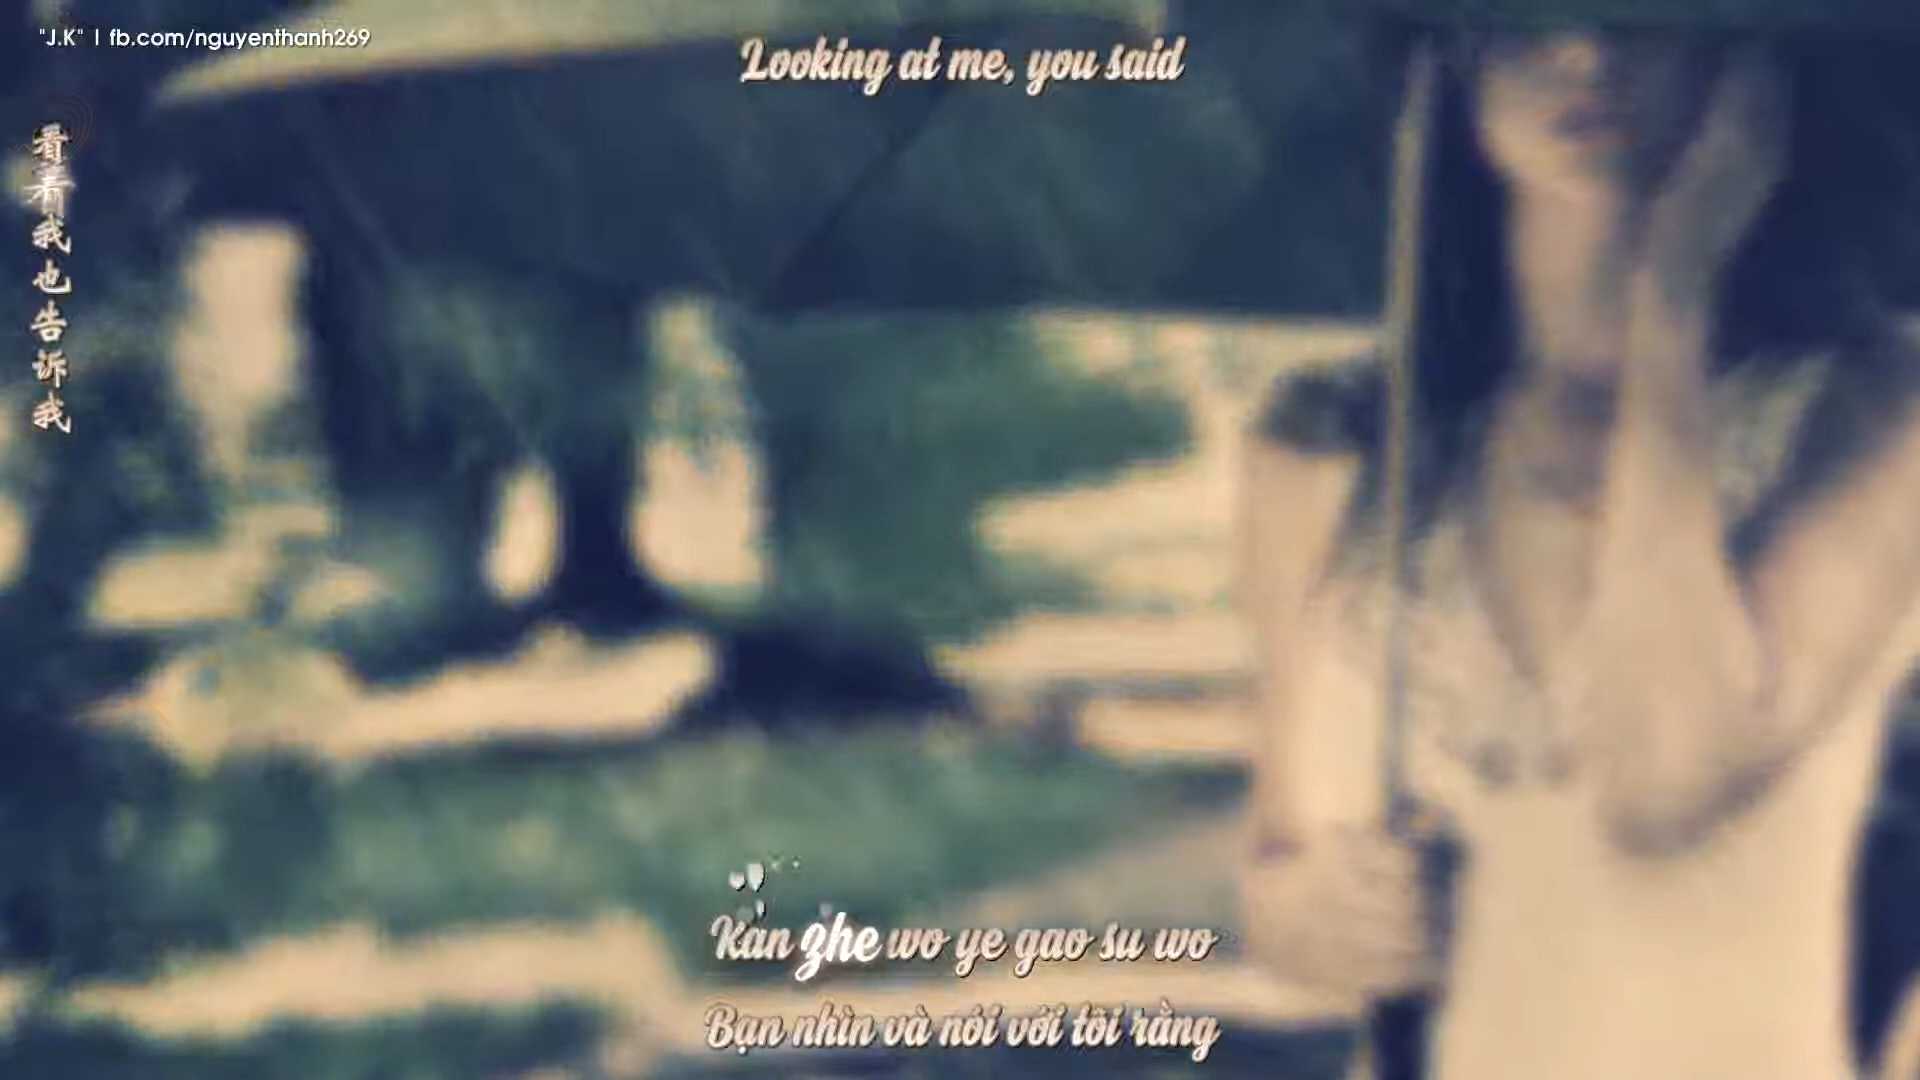 "J.K" | fb.com/nguyenthanh269
Looking at me, you said
看着我也告诉我
Kan zhe wo ye gao su wo
Bạn nhìn và nói với tôi rằng